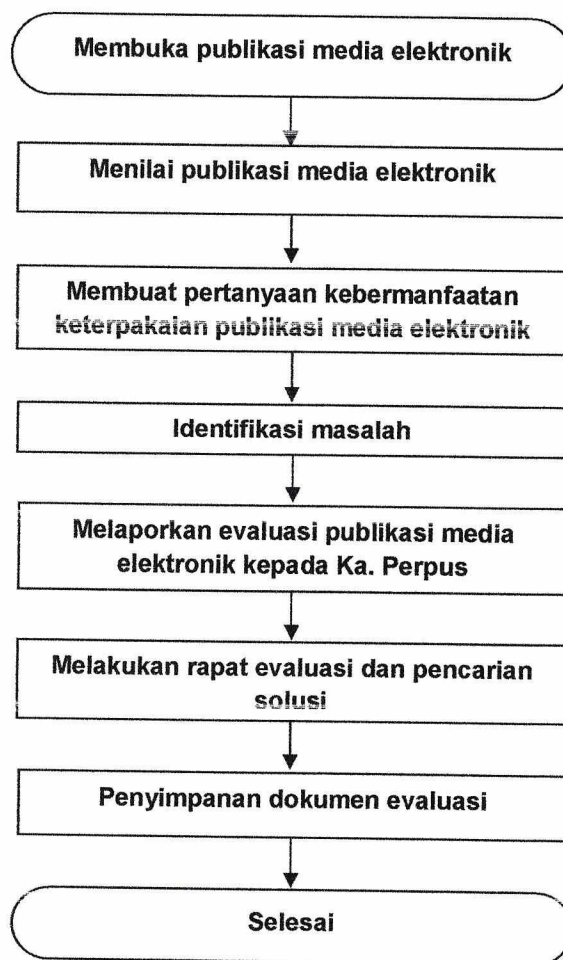 Membuka publikasi media elektronik
Menilai publikasi media elektronik
Membuat pertanyaan kebermanfaatan
keterpakaian publikasi media elektronik
Identifikasi masalah
Melaporkan evaluasi publikasi media
elektronik kepada Ka. Perpus
Melakukan rapat evaluasi dan pencarian
solusi
Penyimpanan dokumen evaluasi
Selesai